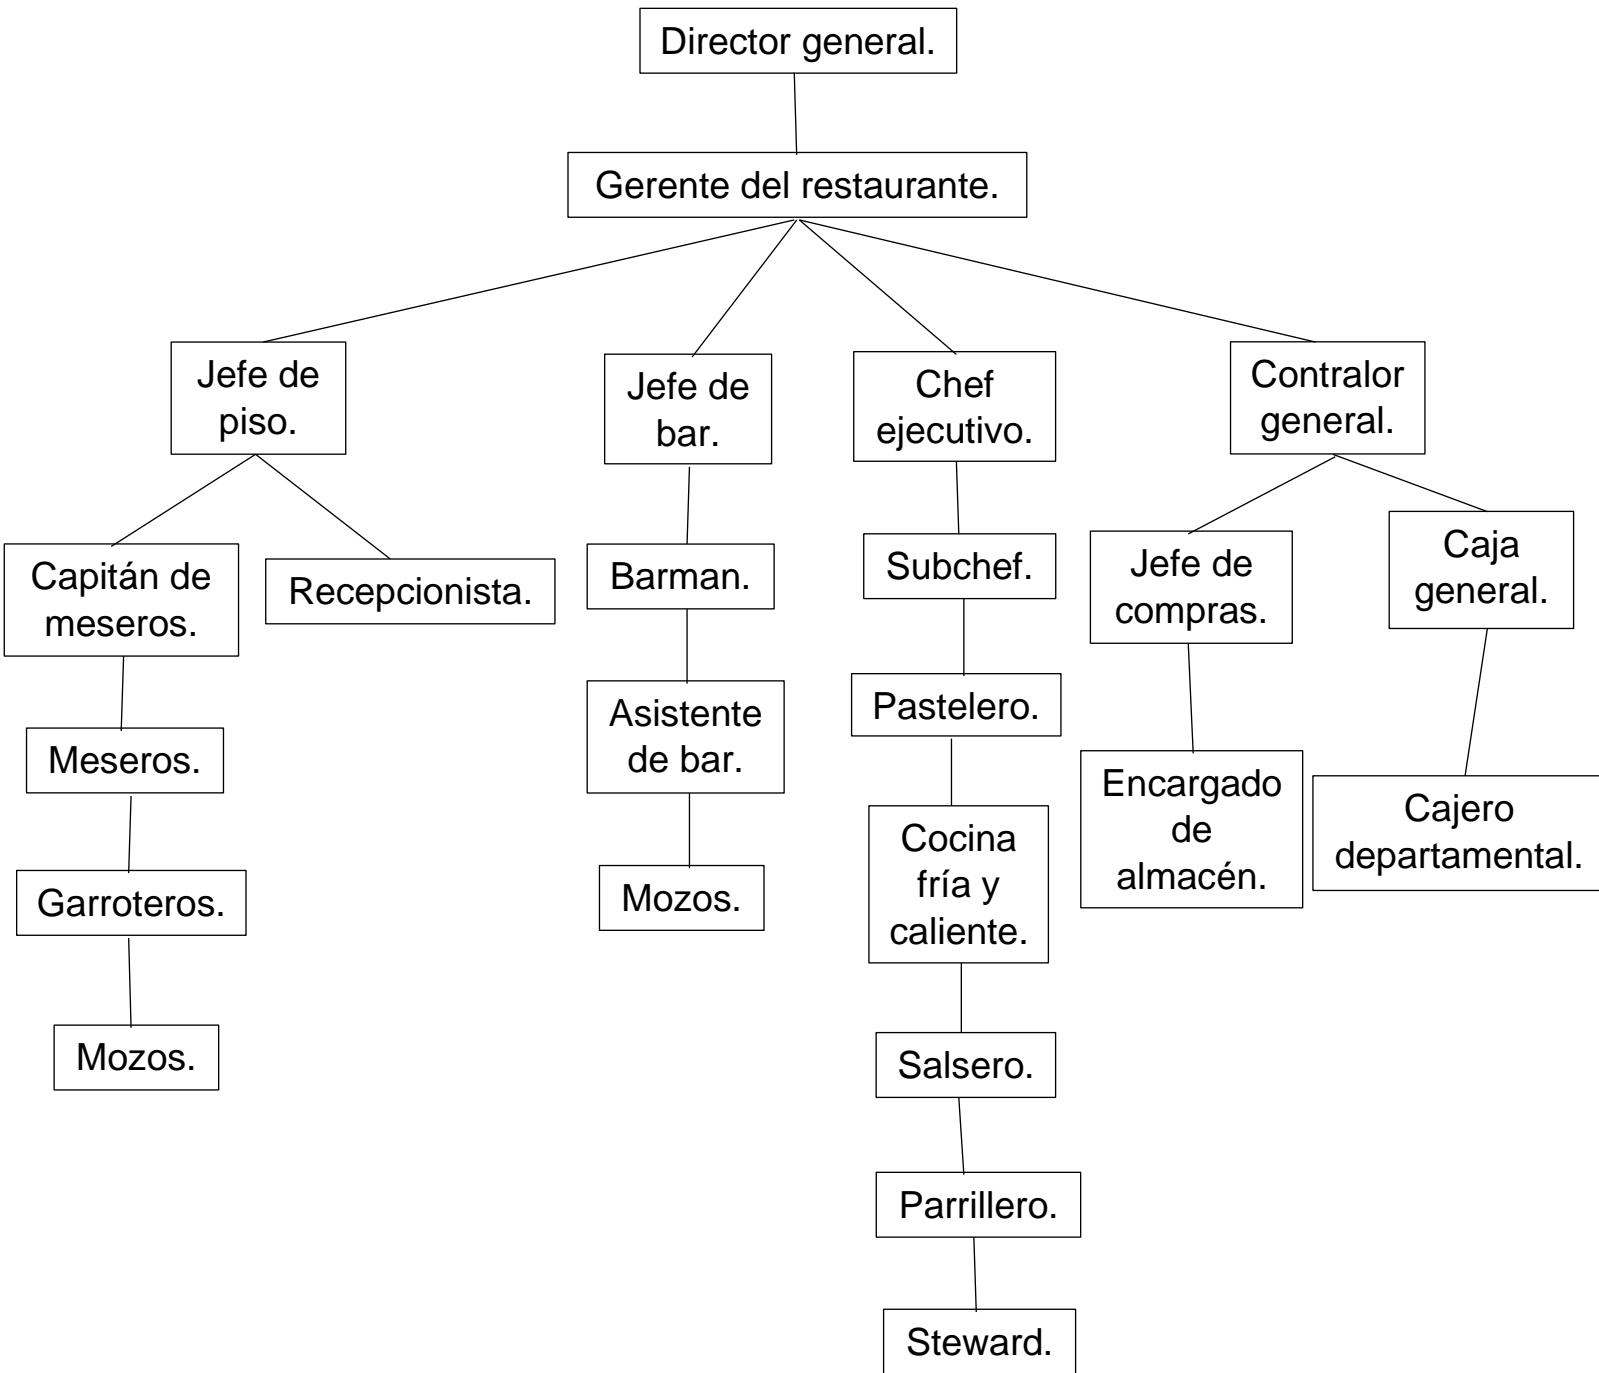 Director general.
Gerente del restaurante.
Jefe de
piso.
Jefe de
bar.
Chef
ejecutivo.
Contralor
general.
Capitán de
meseros.
Recepcionista.
Barman.
Subchef.
Jefe de
compras.
Caja
general.
Meseros.
Asistente
de bar.
Pastelero.
Encargado
de
almacén.
Cajero
departamental.
Garroteros.
Mozos.
Cocina
fría y
caliente.
Mozos.
Salsero.
Parrillero.
Steward.